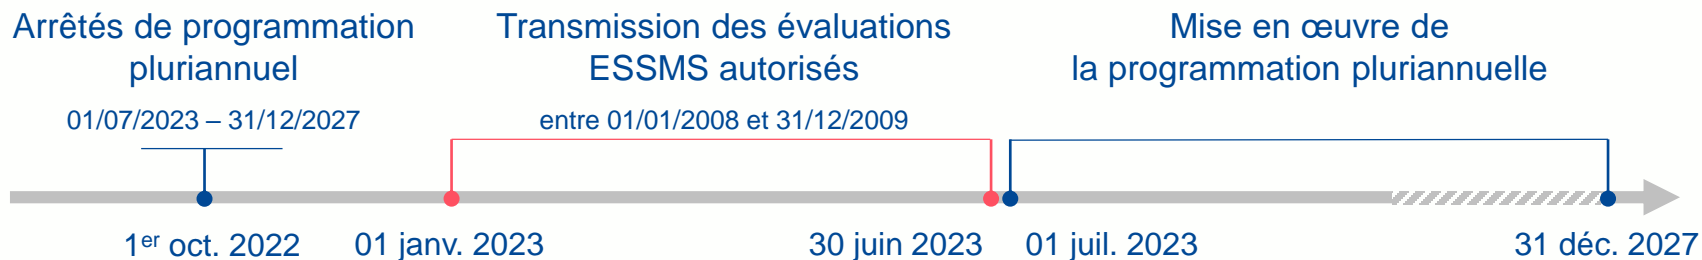 Arrêtés de programmation
pluriannuel
01/07/2023 – 31/12/2027
Transmission des évaluations
ESSMS autorisés
entre 01/01/2008 et 31/12/2009
Mise en œuvre de
la programmation pluriannuelle
1er oct. 2022
01 janv. 2023
30 juin 2023
01 juil. 2023
31 déc. 2027